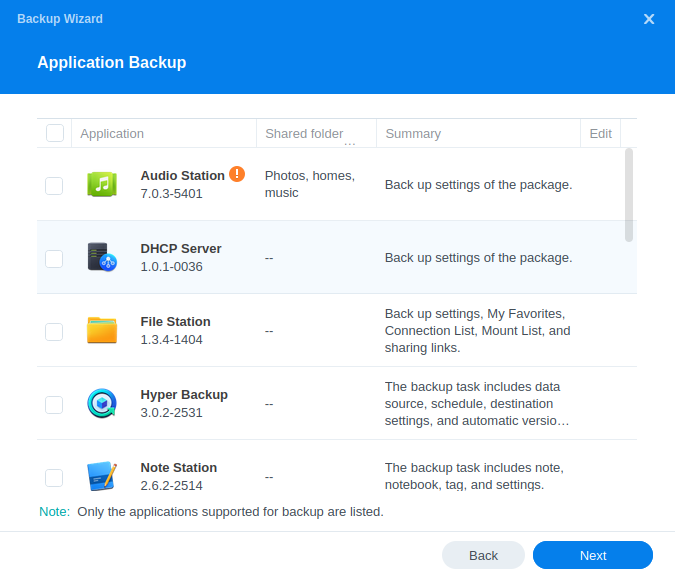 Backup Wizard
Application Backup
Application Shared folder ... Summary Edit
Audio Station
7.0.3-5401
Photos, homes,
music
Back up settings of the package.
DHCP Server
1.0.1-0036
--
Back up settings of the package.
File Station
1.3.4-1404
--
Back up settings, My Favorites,
Connection List, Mount List, and
sharing links.
Hyper Backup
3.0.2-2531
--
The backup task includes data
source, schedule, destination
settings, and automatic versio...
Note Station
2.6.2-2514
--
The backup task includes note,
notebook, tag, and settings.
Note: Only the applications supported for backup are listed.
Back
Next